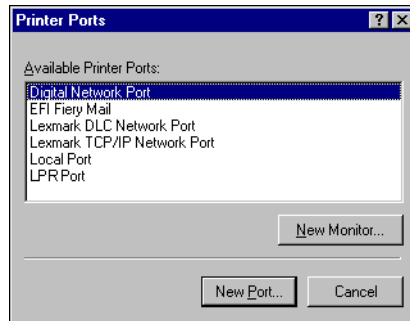 Printer Ports
Available Printer Ports:
Digital Network Port
EFI Fiery Mail
Lexmark DLC Network Port
Lexmark TCP/IP Network Port
Local Port
LPR Port
New Monitor...
New Port...
Cancel